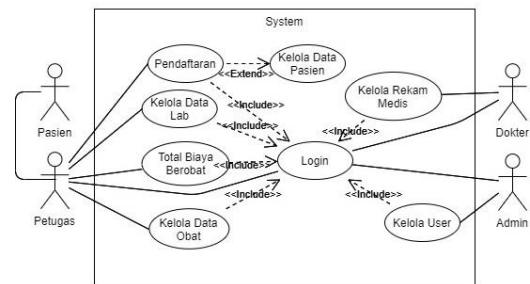 System
Pendaftaran
<<Extend>>
Kelola Data
Pasien
<<Include>>
Kelola Data
Lab
<<Include>>
Kelola Rekam
Medis
<<Include>>
Pasien
Dokter
Total Biaya
Berobat
<<Include>>
Login
Petugas
<<Include>>
Kelola Data
Obat
<<Include>>
Kelola User
Admin